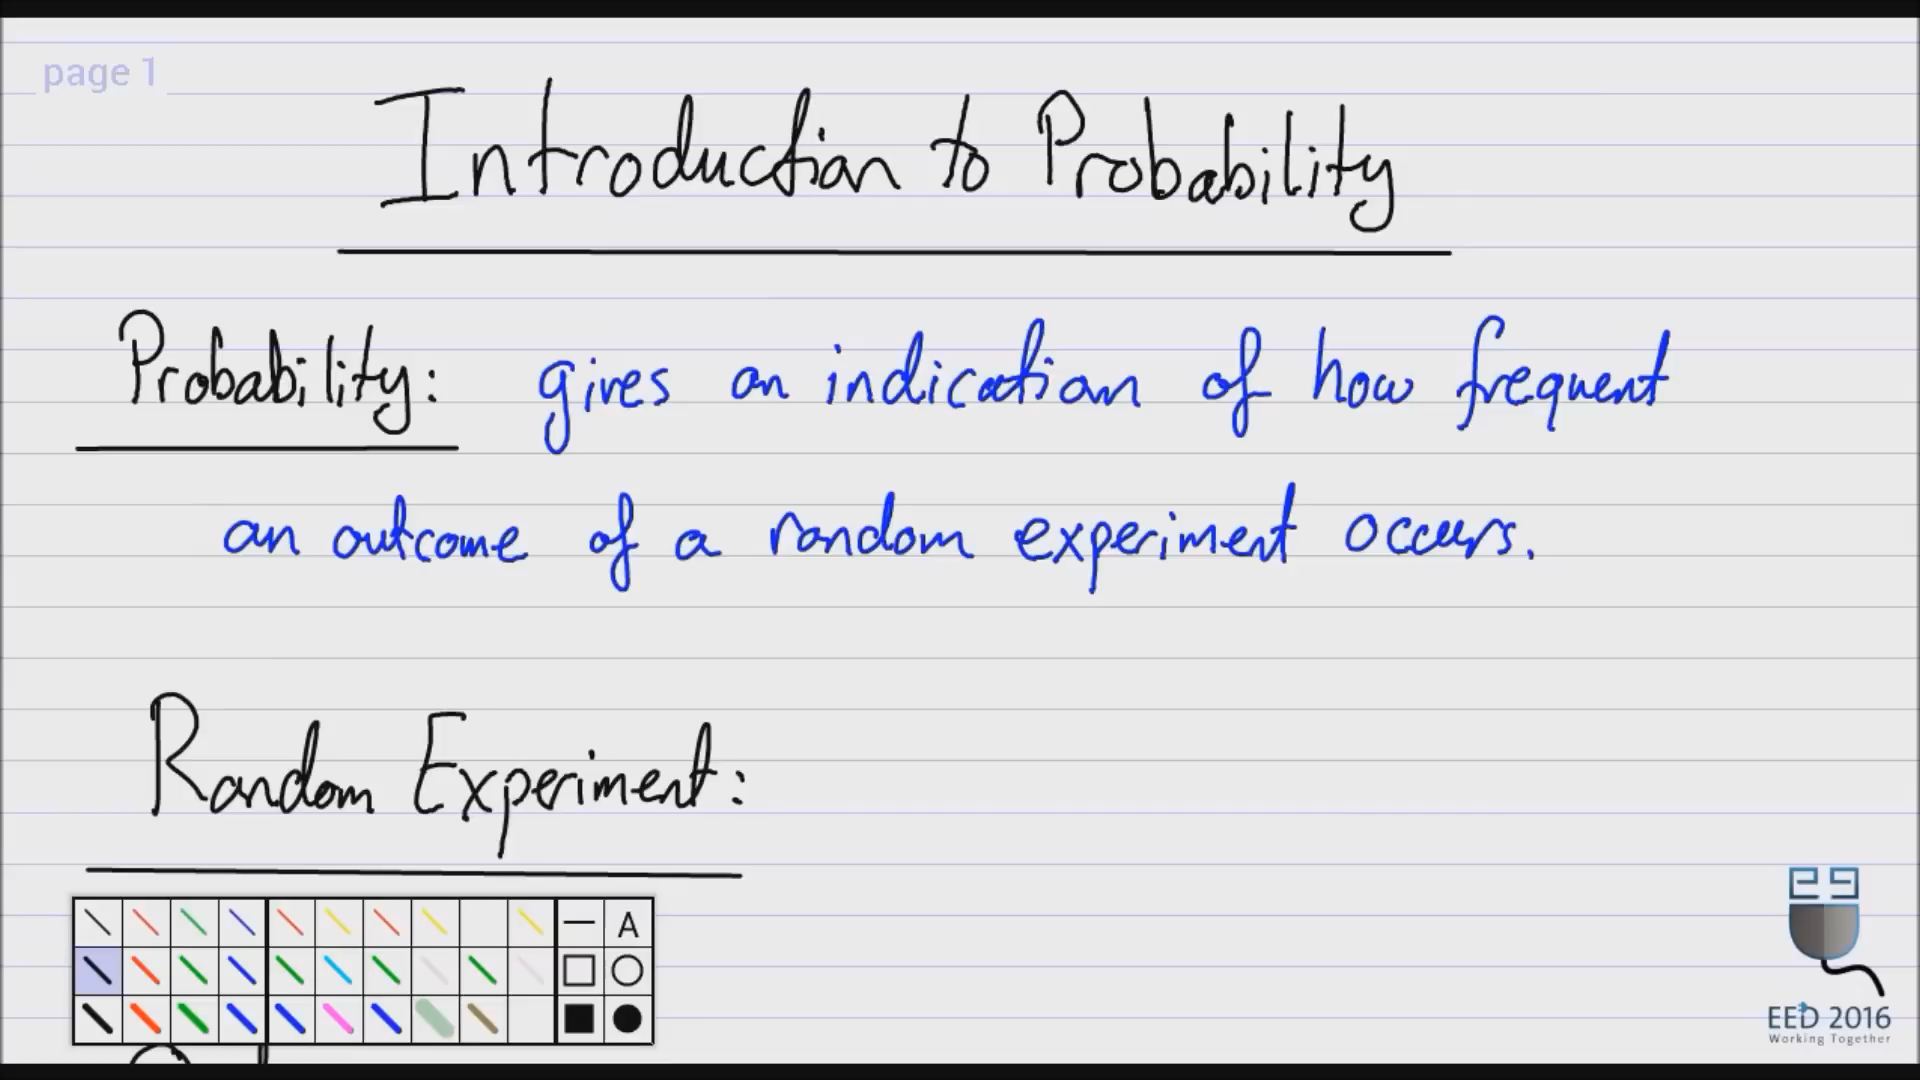 page 1
Introduction to Probability
Probability: gives an indication of how frequent
an outcome of a random experiment occurs.
Random Experiment:
A
EED 2016
Working Together